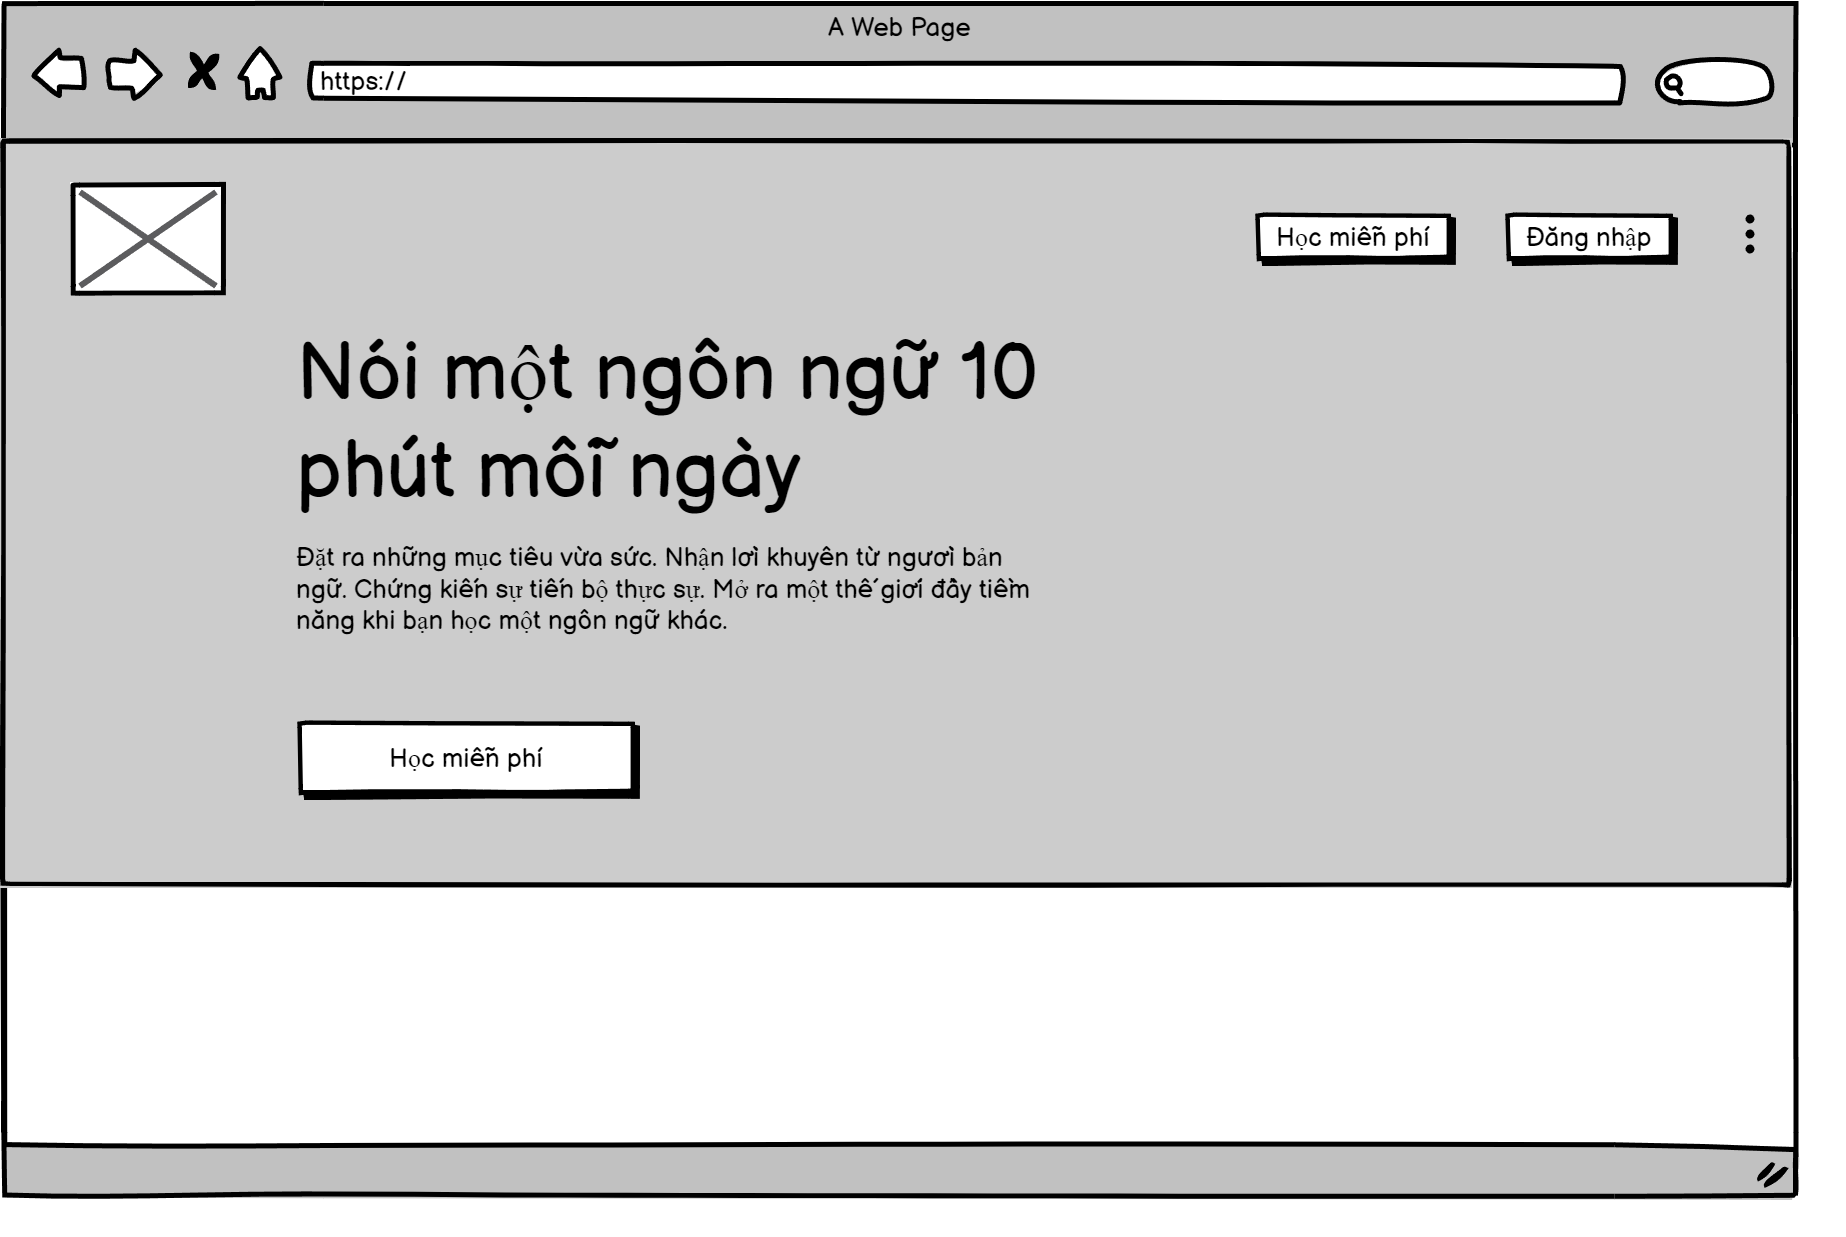 A Web Page
https://
Học miễn phí
Đăng nhập
Nói một ngôn ngữ 10
phút mỗi ngày
Đặt ra những mục tiêu vừa sức. Nhận lời khuyên từ người bản
ngữ. Chứng kiến sự tiến bộ thực sự. Mở ra một thế giới đầy tiềm
năng khi bạn học một ngôn ngữ khác.
Học miễn phí